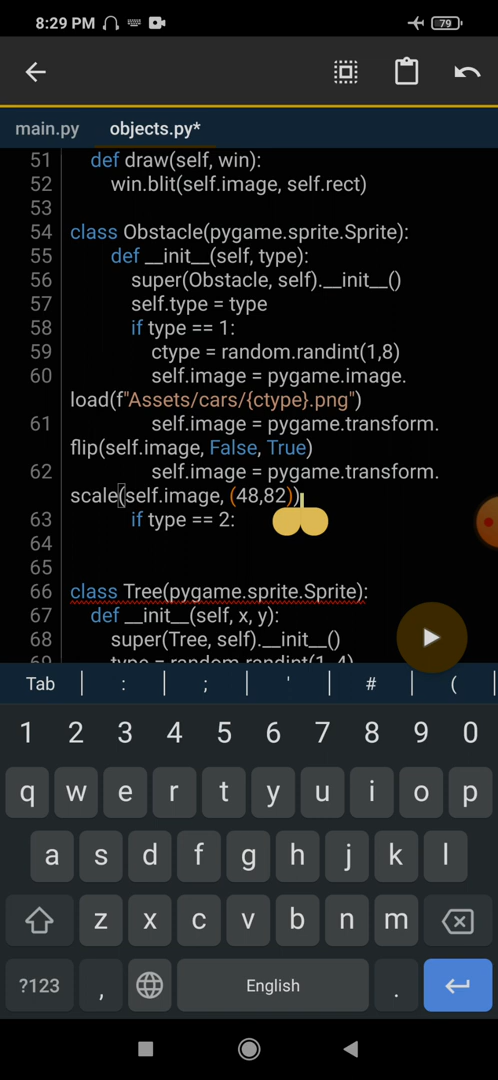 8:29 PM 79
main.py objects.py*
51 def draw(self, win):
52 win.blit(self.image, self.rect)
53
54 class Obstacle(pygame.sprite.Sprite):
55 def __init__(self, type):
56 super(Obstacle, self).__init__()
57 self.type = type
58 if type == 1:
59 ctype = random.randint(1,8)
60 self.image = pygame.image.
load(f"Assets/cars/{ctype}.png")
61 self.image = pygame.transform.
flip(self.image, False, True)
62 self.image = pygame.transform.
scale(self.image, (48,82))
63 if type == 2:
64
65
66 class Tree(pygame.sprite.Sprite):
67 def __init__(self, x, y):
68 super(Tree, self).__init__()
69 type = random.randint(1, 4)
Tab : ; ' # (
1 2 3 4 5 6 7 8 9 0
q w e r t y u i o p
a s d f g h j k l
z x c v b n m
?123 , English .